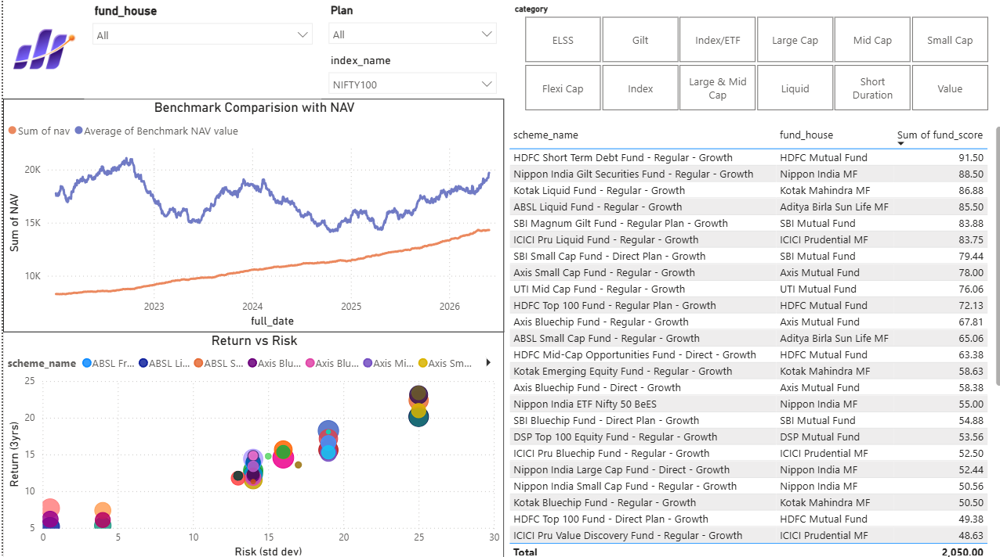 fund_house
All
Plan
All
index_name
NIFTY100
category
ELSS
Gilt
Index/ETF
Large Cap
Mid Cap
Small Cap
Flexi Cap
Index
Large & Mid
Cap
Liquid
Short
Duration
Value
Benchmark Comparision with NAV
Sum of nav Average of Benchmark NAV value
Sum of NAV
20K
15K
10K
2023 2024 2025 2026
full_date
Return vs Risk
scheme_name ABSL Fr... ABSL Li... ABSL S... Axis Blu... Axis Blu... Axis Mi... Axis Sm...
Return (3yrs)
25
20
15
10
5
0 5 10 15 20 25 30
Risk (std dev)
scheme_name fund_house Sum of fund_score
HDFC Short Term Debt Fund - Regular - Growth HDFC Mutual Fund 91.50
Nippon India Gilt Securities Fund - Regular - Growth Nippon India MF 88.50
Kotak Liquid Fund - Regular - Growth Kotak Mahindra MF 86.88
ABSL Liquid Fund - Regular - Growth Aditya Birla Sun Life MF 85.50
SBI Magnum Gilt Fund - Regular Plan - Growth SBI Mutual Fund 83.88
ICICI Pru Liquid Fund - Regular - Growth ICICI Prudential MF 83.75
SBI Small Cap Fund - Direct Plan - Growth SBI Mutual Fund 79.44
Axis Small Cap Fund - Regular - Growth Axis Mutual Fund 78.00
UTI Mid Cap Fund - Regular - Growth UTI Mutual Fund 76.06
HDFC Top 100 Fund - Regular Plan - Growth HDFC Mutual Fund 72.13
Axis Bluechip Fund - Regular - Growth Axis Mutual Fund 67.81
ABSL Small Cap Fund - Regular - Growth Aditya Birla Sun Life MF 65.06
HDFC Mid-Cap Opportunities Fund - Direct - Growth HDFC Mutual Fund 63.38
Kotak Emerging Equity Fund - Regular - Growth Kotak Mahindra MF 58.63
Axis Bluechip Fund - Direct - Growth Axis Mutual Fund 58.38
Nippon India ETF Nifty 50 BeES Nippon India MF 55.00
SBI Bluechip Fund - Direct Plan - Growth SBI Mutual Fund 54.88
DSP Top 100 Equity Fund - Regular - Growth DSP Mutual Fund 53.56
ICICI Pru Bluechip Fund - Regular - Growth ICICI Prudential MF 52.50
Nippon India Large Cap Fund - Direct - Growth Nippon India MF 52.44
Nippon India Small Cap Fund - Regular - Growth Nippon India MF 50.56
Kotak Bluechip Fund - Regular - Growth Kotak Mahindra MF 50.50
HDFC Top 100 Fund - Direct Plan - Growth HDFC Mutual Fund 49.38
ICICI Pru Value Discovery Fund - Regular - Growth ICICI Prudential MF 48.63
Total 2,050.00